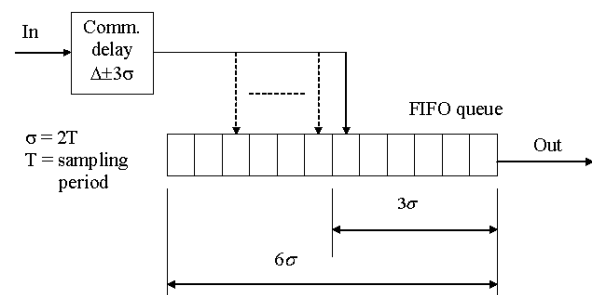 In
Comm.
delay
Δ±3σ
FIFO queue
σ = 2T
T = sampling
period
Out
3σ
6σ